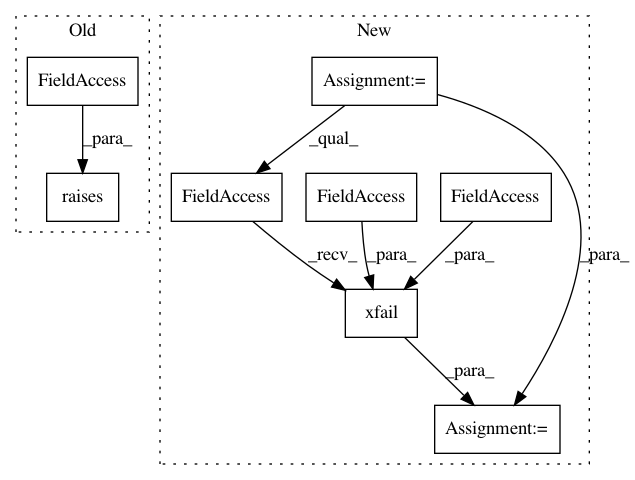 Old
New
FieldAccess
Assignment:=
_para_
_qual_
raises
FieldAccess
FieldAccess
FieldAccess
_recv_
_para_
_para_
_para_
xfail
_para_
Assignment:=